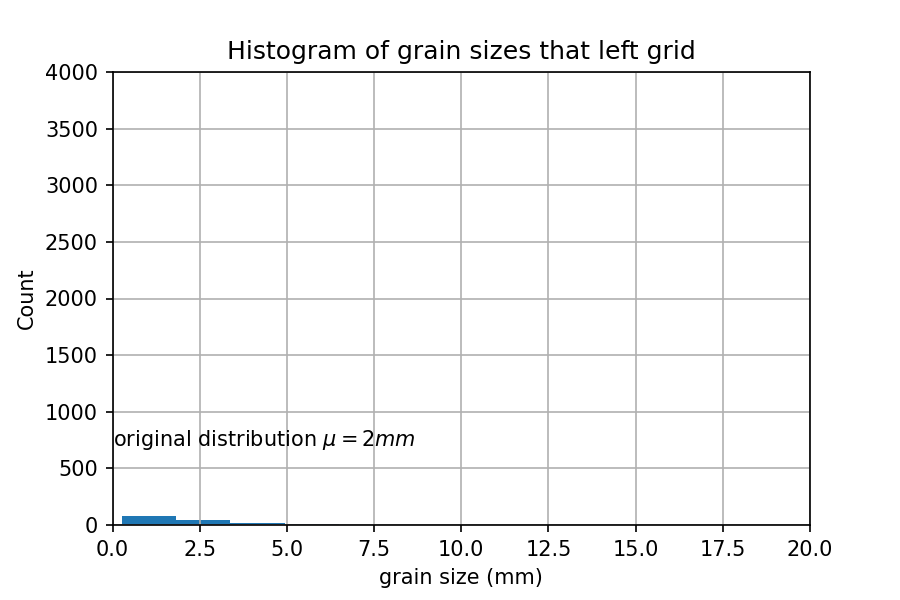 Histogram of grain sizes that left grid
4000
3500
3000
2500
2000
1500
1000
500
0
Count
original distribution μ = 2mm
0.0 2.5 5.0 7.5 10.0 12.5 15.0 17.5 20.0
grain size (mm)